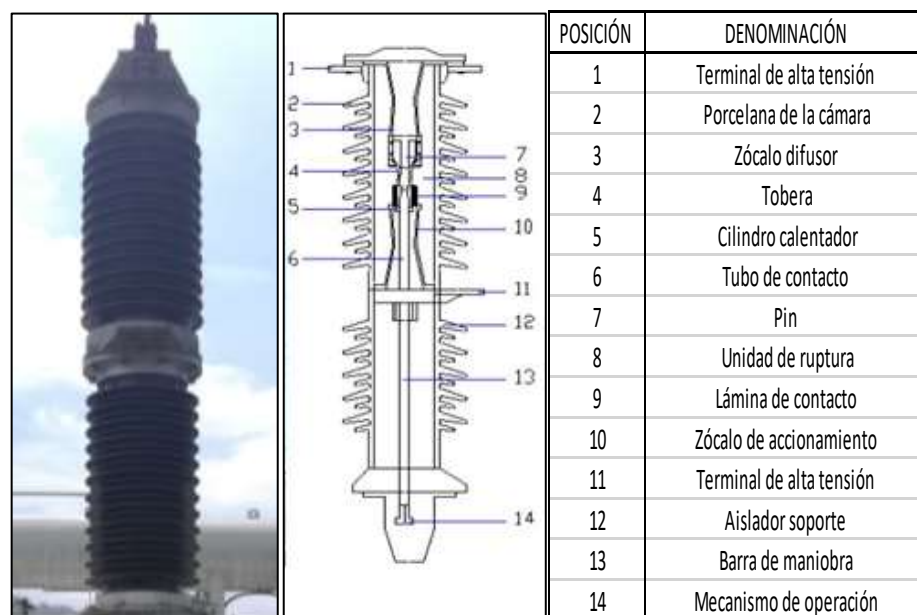 1
2
3
4
5
6
7
8
9
10
11
12
13
14
POSICIÓN DENOMINACIÓN
1 Terminal de alta tensión
2 Porcelana de la cámara
3 Zócalo difusor
4 Tobera
5 Cilindro calentador
6 Tubo de contacto
7 Pin
8 Unidad de ruptura
9 Lámina de contacto
10 Zócalo de accionamiento
11 Terminal de alta tensión
12 Aislador soporte
13 Barra de maniobra
14 Mecanismo de operación